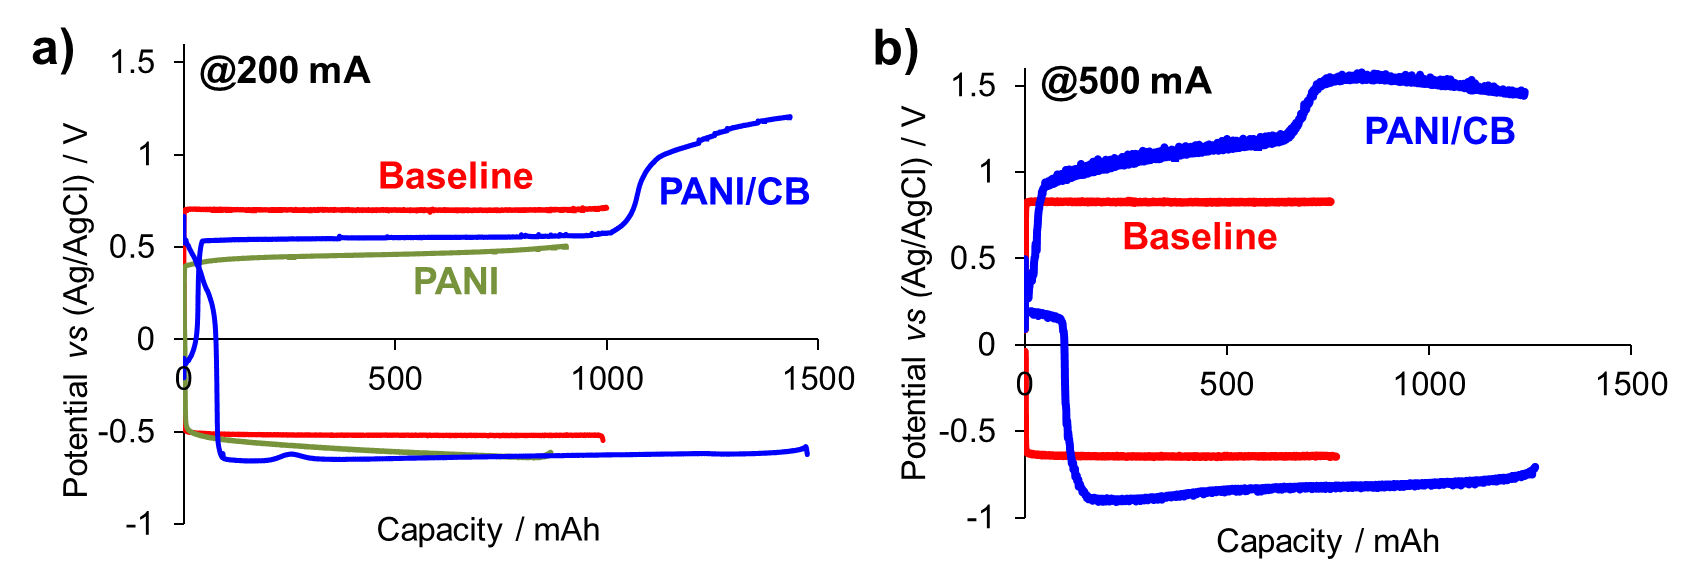 a)
@200 mA
1.5
1
0.5
0
-0.5
-1
Potential vs (Ag/AgCl) / V
Baseline
PANI/CB
PANI
0
500
1000
1500
Capacity / mAh
b)
@500 mA
1.5
1
0.5
0
-0.5
-1
Potential vs (Ag/AgCl) / V
PANI/CB
Baseline
0
500
1000
1500
Capacity / mAh